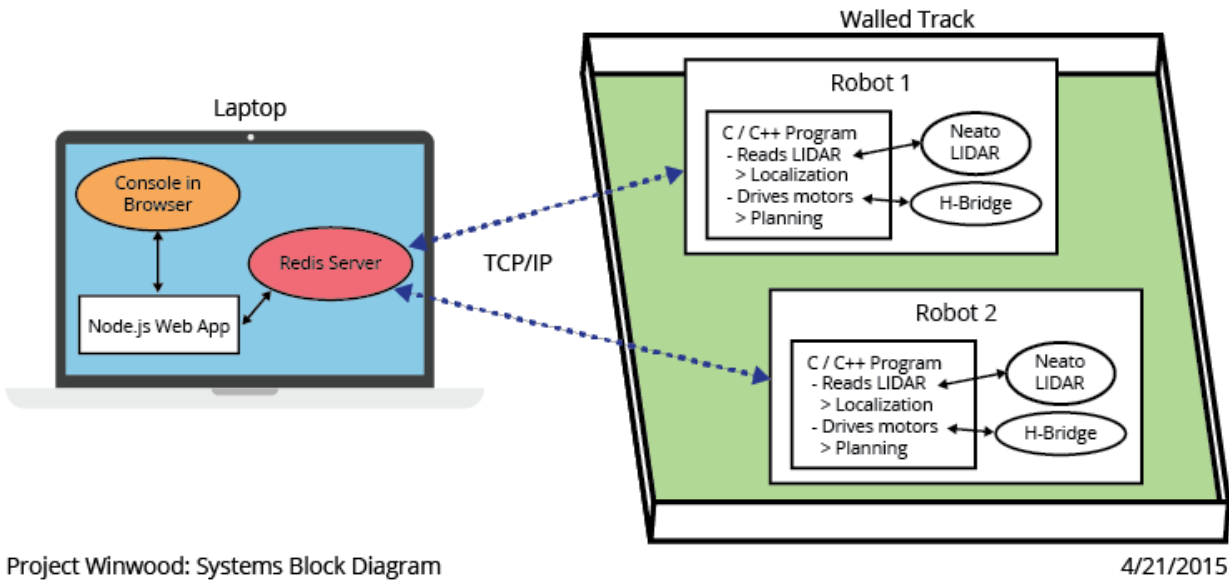 Walled Track
Laptop
Console in
Browser
Redis Server
Node.js Web App
TCP/IP
Robot 1
C / C++ Program
- Reads LIDAR
> Localization
- Drives motors
> Planning
Neato
LIDAR
H-Bridge
Robot 2
C / C++ Program
- Reads LIDAR
> Localization
- Drives motors
> Planning
Neato
LIDAR
H-Bridge
Project Winwood: Systems Block Diagram
4/21/2015